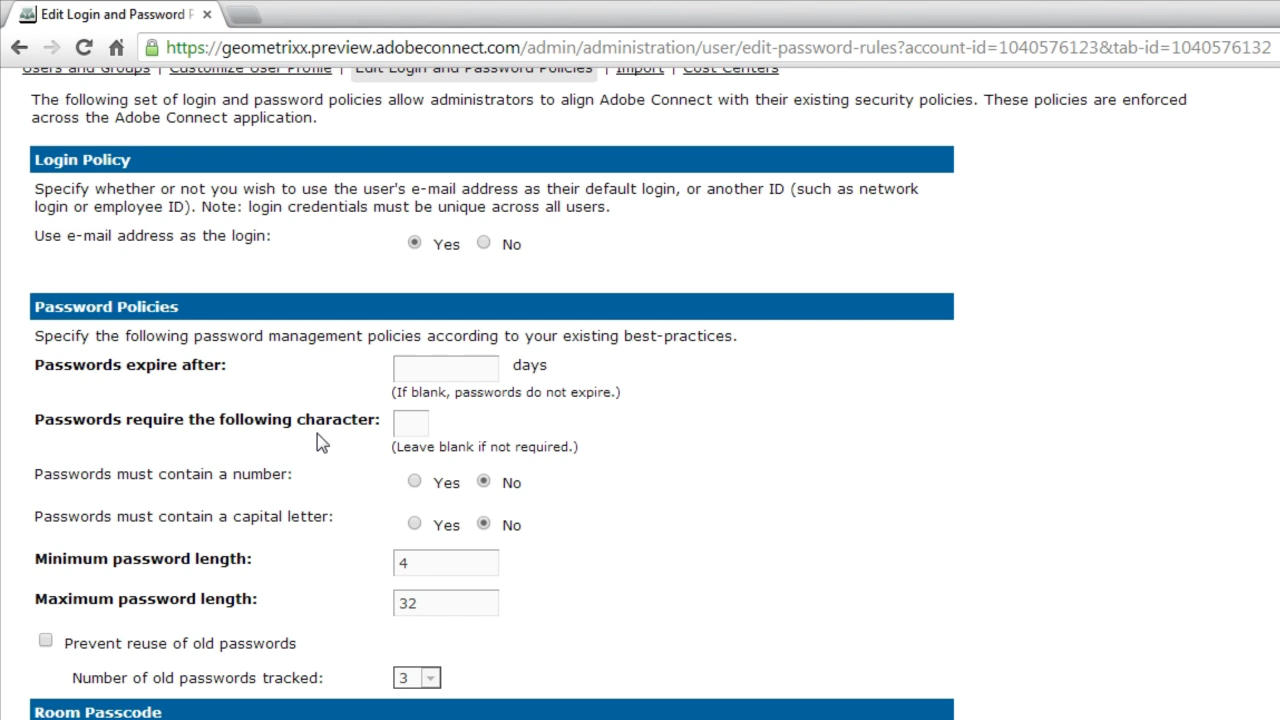 Edit Login and Password P
https://geometrixx.preview.adobeconnect.com/admin/administration/user/edit-password-rules?account-id=1040576123&tab-id=1040576132
Users and Groups | Customize User Profile | Edit Login and Password Policies | Import | Cost Centers
The following set of login and password policies allow administrators to align Adobe Connect with their existing security policies. These policies are enforced
across the Adobe Connect application.
Login Policy
Specify whether or not you wish to use the user's e-mail address as their default login, or another ID (such as network
login or employee ID). Note: login credentials must be unique across all users.
Use e-mail address as the login: Yes No
Password Policies
Specify the following password management policies according to your existing best-practices.
Passwords expire after: days
(If blank, passwords do not expire.)
Passwords require the following character:
(Leave blank if not required.)
Passwords must contain a number: Yes No
Passwords must contain a capital letter: Yes No
Minimum password length: 4
Maximum password length: 32
Prevent reuse of old passwords
Number of old passwords tracked: 3
Room Passcode